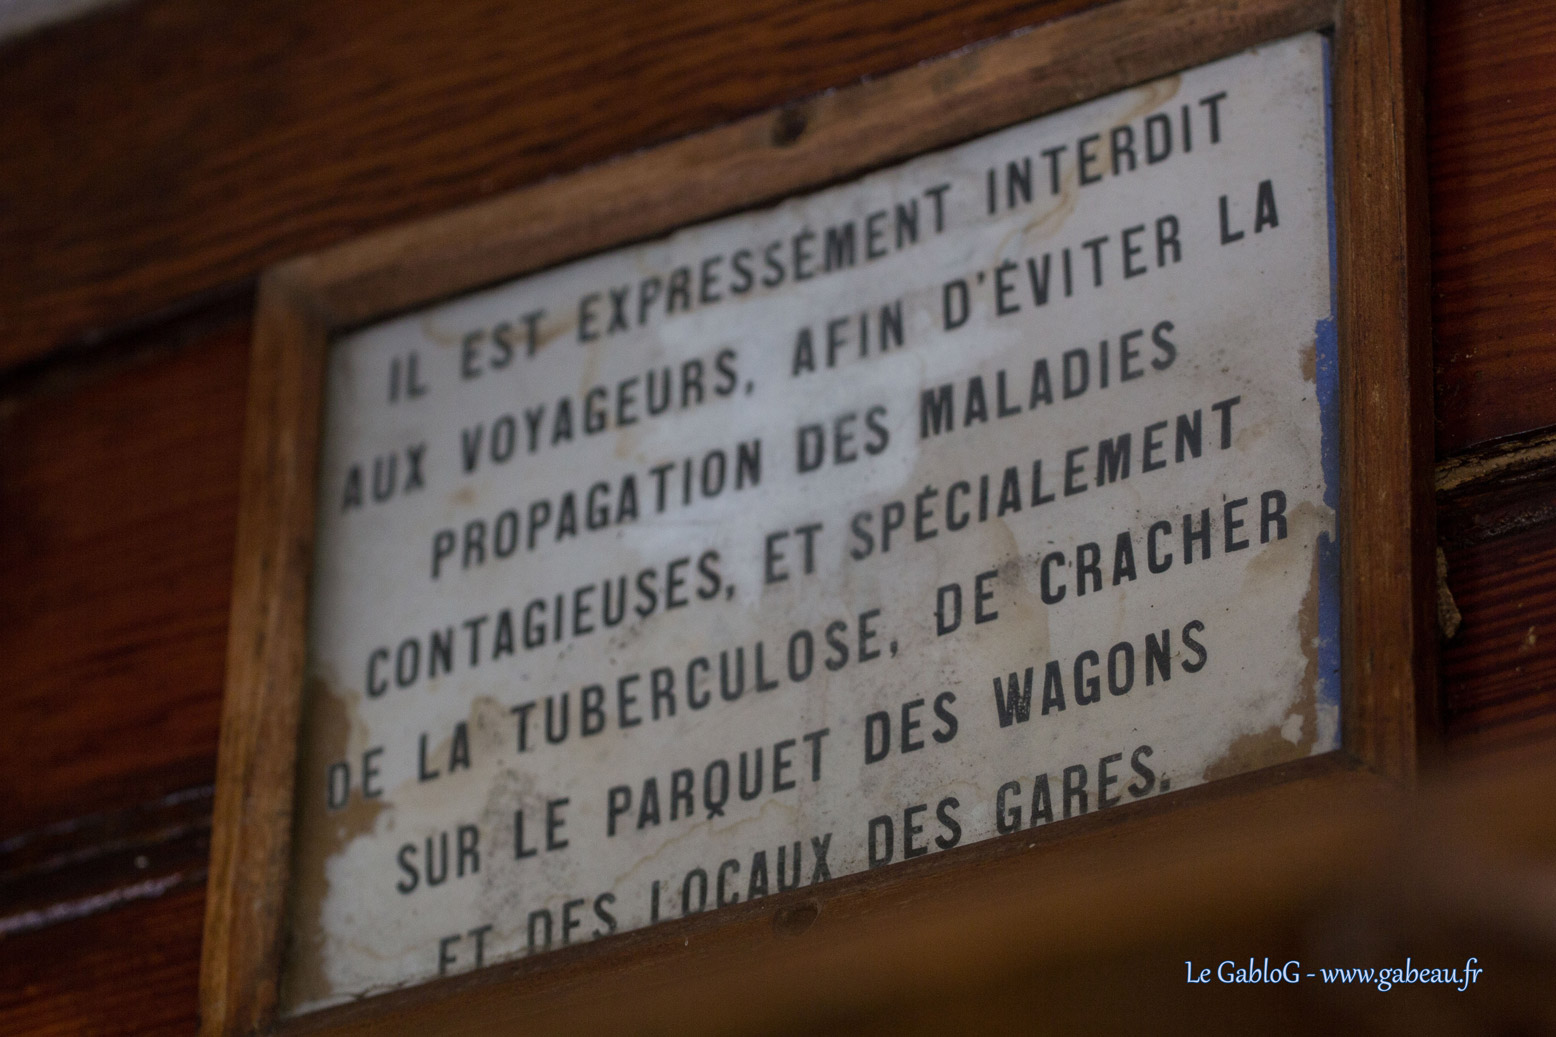 IL EST EXPRESSÉMENT INTERDIT
AUX VOYAGEURS, AFIN D'ÉVITER LA
PROPAGATION DES MALADIES
CONTAGIEUSES, ET SPÉCIALEMENT
DE LA TUBERCULOSE, DE CRACHER
SUR LE PARQUET DES WAGONS
ET DES LOCAUX DES GARES.
Le GabloG - www.gabeau.fr